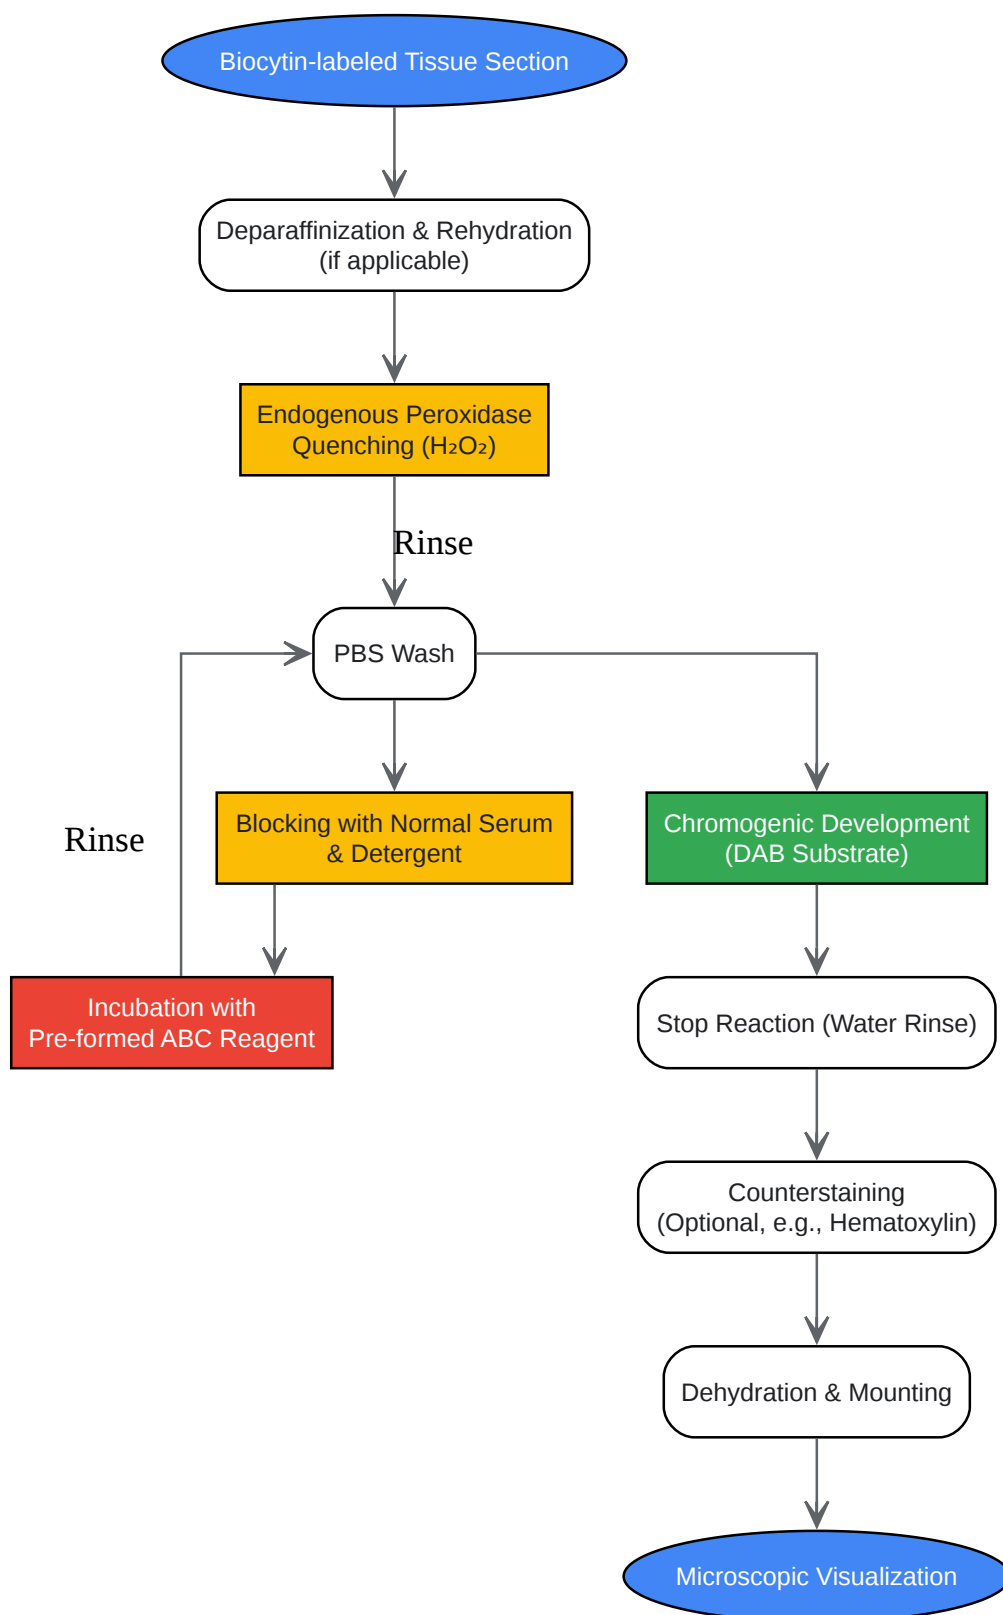 Biocytin-labeled Tissue Section
Deparaffinization & Rehydration
(if applicable)
Endogenous Peroxidase
Quenching (H₂O₂)
Rinse
PBS Wash
Blocking with Normal Serum
& Detergent
Rinse
Incubation with
Pre-formed ABC Reagent
Chromogenic Development
(DAB Substrate)
Stop Reaction (Water Rinse)
Counterstaining
(Optional, e.g., Hematoxylin)
Dehydration & Mounting
Microscopic Visualization